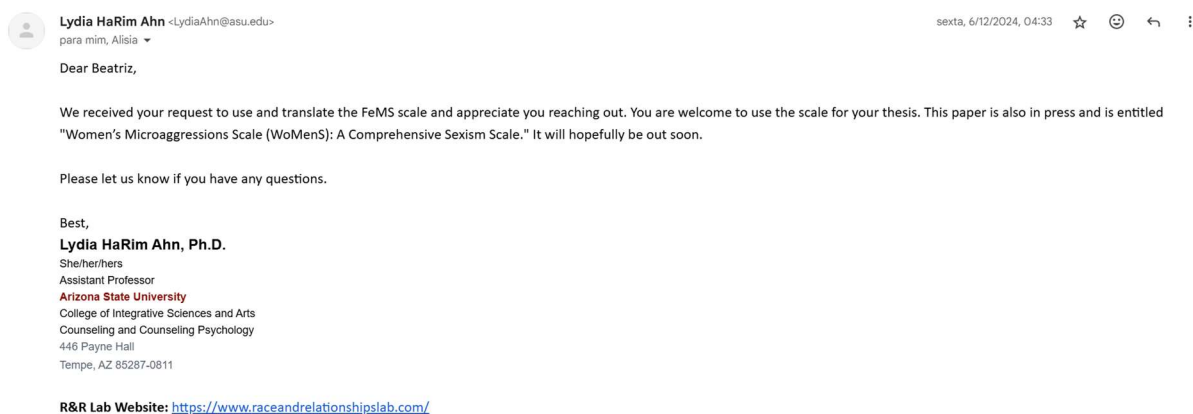 Lydia HaRim Ahn <LydiaAhn@asu.edu>
sexta, 6/12/2024, 04:33
para mim, Alisia
Dear Beatriz,
We received your request to use and translate the FeMS scale and appreciate you reaching out. You are welcome to use the scale for your thesis. This paper is also in press and is entitled
"Women’s Microaggressions Scale (WoMenS): A Comprehensive Sexism Scale." It will hopefully be out soon.
Please let us know if you have any questions.
Best,
Lydia HaRim Ahn, Ph.D.
She/her/hers
Assistant Professor
Arizona State University
College of Integrative Sciences and Arts
Counseling and Counseling Psychology
446 Payne Hall
Tempe, AZ 85287-0811
R&R Lab Website: https://www.raceandrelationshipslab.com/